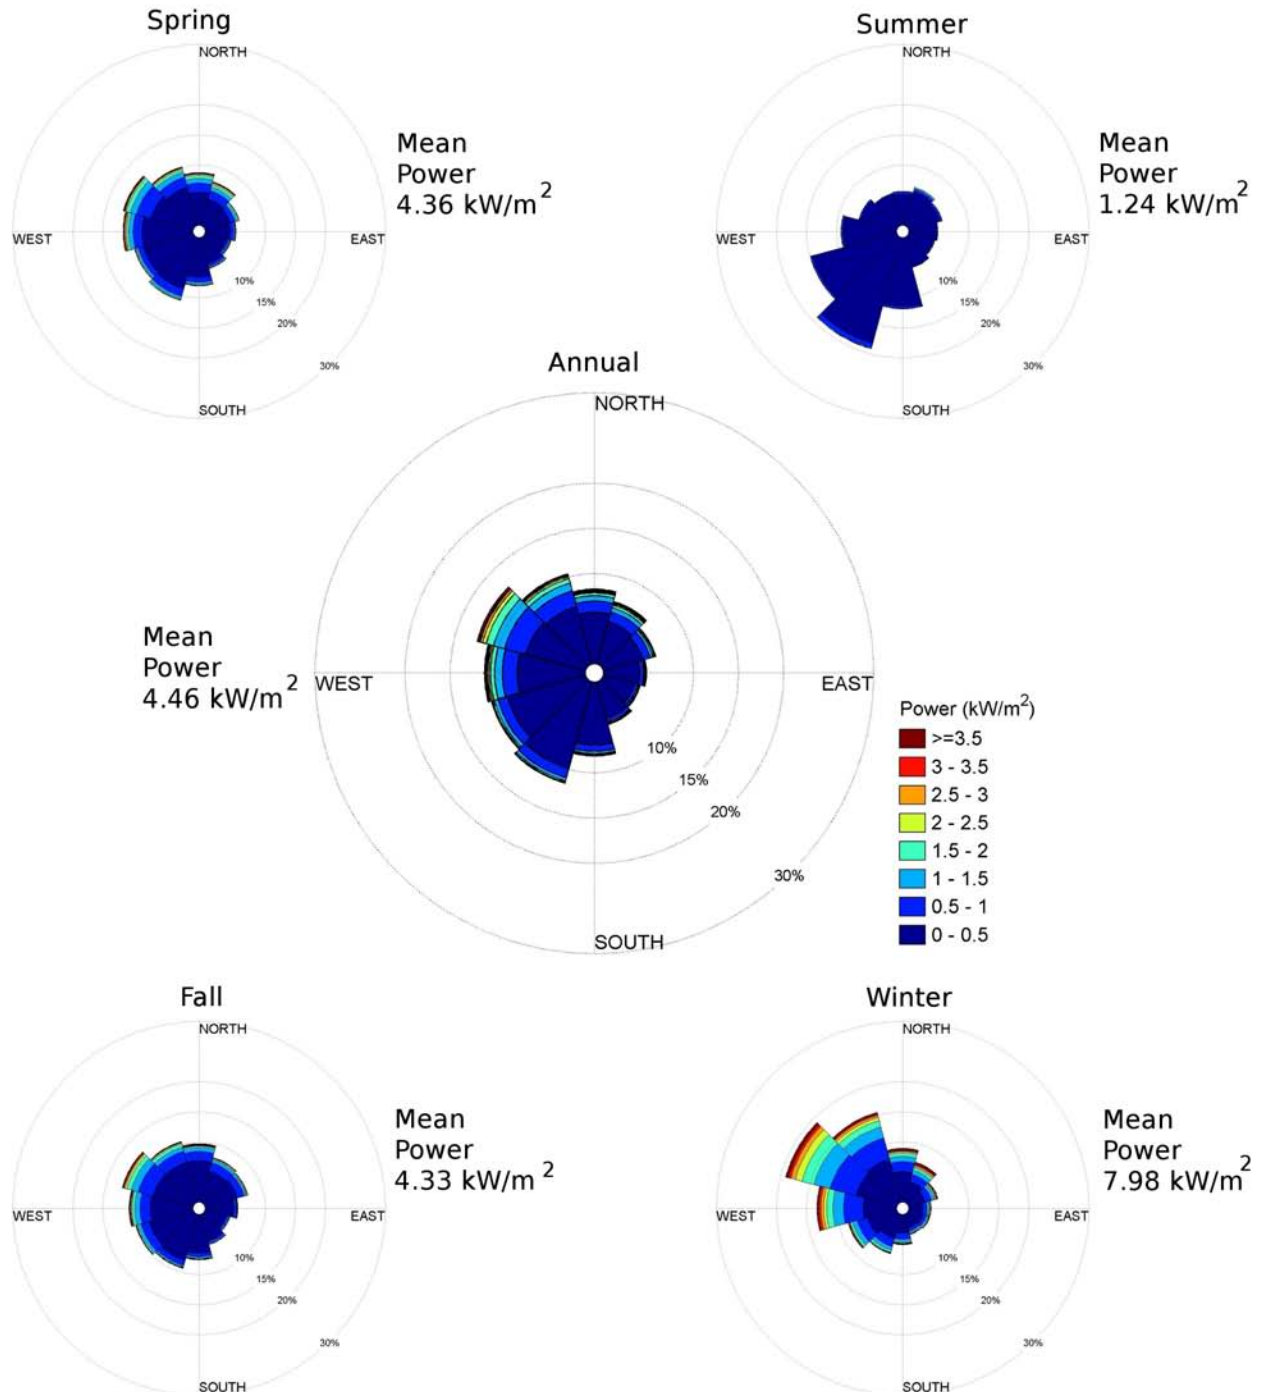 Spring
NORTH
WEST
EAST
SOUTH
10%
15%
20%
30%
Mean
Power
4.36 kW/m2
Summer
NORTH
WEST
EAST
SOUTH
10%
15%
20%
30%
Mean
Power
1.24 kW/m2
Annual
NORTH
WEST
EAST
SOUTH
10%
15%
20%
30%
Mean
Power
4.46 kW/m2
Power (kW/m2)
>=3.5
3 - 3.5
2.5 - 3
2 - 2.5
1.5 - 2
1 - 1.5
0.5 - 1
0 - 0.5
Fall
NORTH
WEST
EAST
SOUTH
10%
15%
20%
30%
Mean
Power
4.33 kW/m 2
Winter
NORTH
WEST
EAST
SOUTH
10%
15%
20%
30%
Mean
Power
7.98 kW/m2